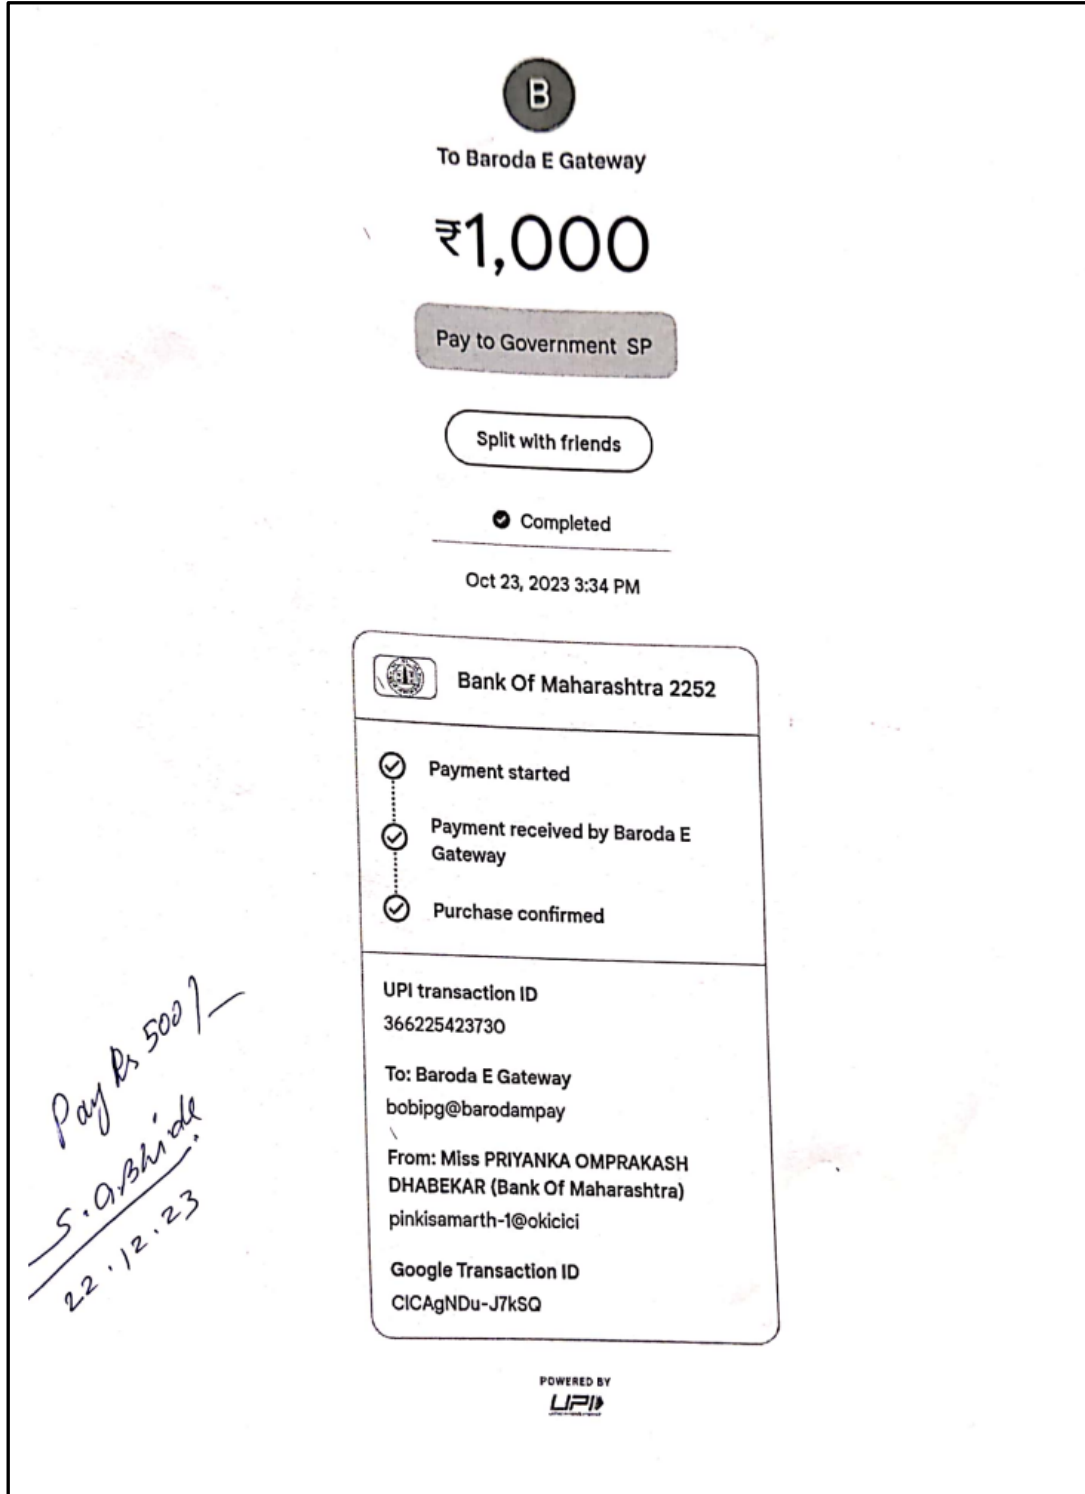 B
To Baroda E Gateway
₹1,000
Pay to Government SP
Split with friends
Completed
Oct 23, 2023 3:34 PM
Bank Of Maharashtra 2252
Payment started
Payment received by Baroda E
Gateway
Purchase confirmed
UPI transaction ID
366225423730
To: Baroda E Gateway
bobipg@barodampay
From: Miss PRIYANKA OMPRAKASH
DHABEKAR (Bank Of Maharashtra)
pinkisamarth-1@okicici
Google Transaction ID
CICAgNDu-J7kSQ
Pay Rs 500/-
S.ABhide
22.12.23
POWERED BY
UPI